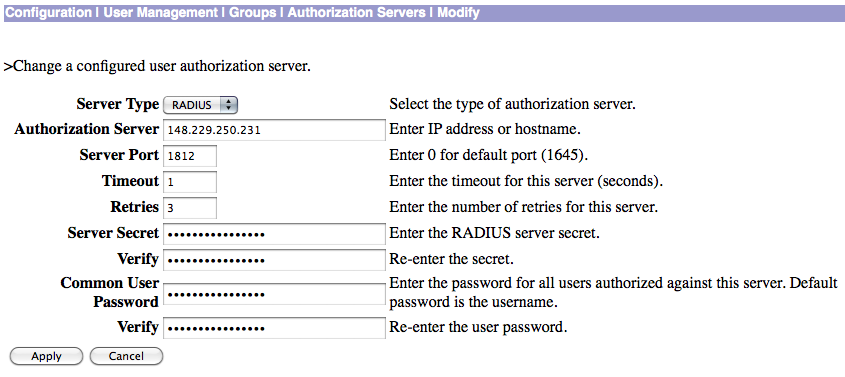 Configuration | User Management | Groups | Authorization Servers | Modify
>Change a configured user authorization server.
Server Type RADIUS Select the type of authorization server.
Authorization Server 148.229.250.231 Enter IP address or hostname.
Server Port 1812 Enter 0 for default port (1645).
Timeout 1 Enter the timeout for this server (seconds).
Retries 3 Enter the number of retries for this server.
Server Secret •••••••••••••••• Enter the RADIUS server secret.
Verify •••••••••••••••• Re-enter the secret.
Common User Enter the password for all users authorized against this server. Default
Password •••••••••••••••• password is the username.
Verify •••••••••••••••• Re-enter the user password.
Apply Cancel